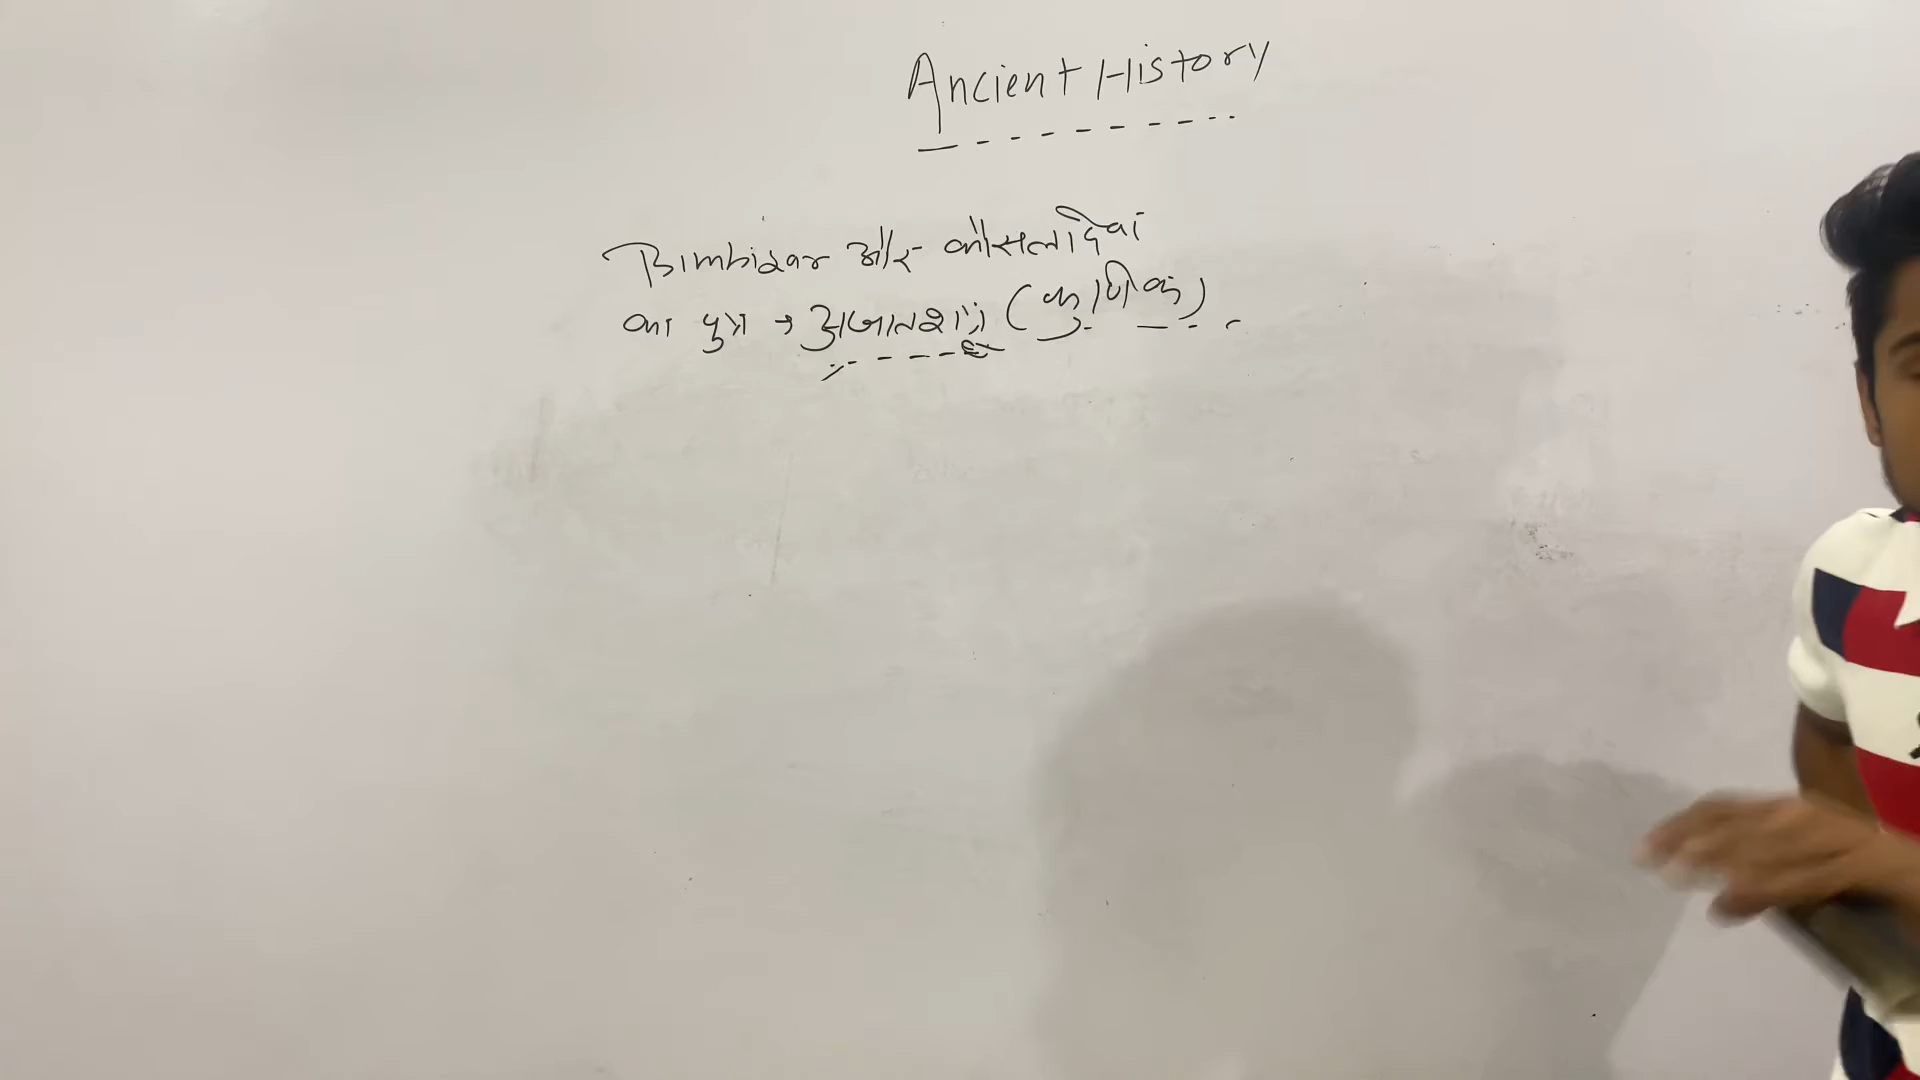 Ancient History
Bimbisar और कोसलादेवी
का पुत्र → अजातशत्रु (कुणिक)